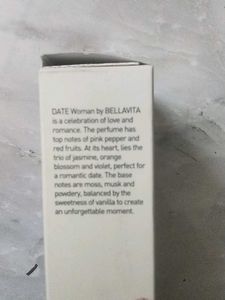 DATE Woman by BELLAVITA
is a celebration of love and
romance. The perfume has
top notes of pink pepper and
red fruits. At its heart, lies the
trio of jasmine, orange
blossom and violet, perfect for
a romantic date. The base
notes are moss, musk and
powdery, balanced by the
sweetness of vanilla to create
an unforgettable moment.